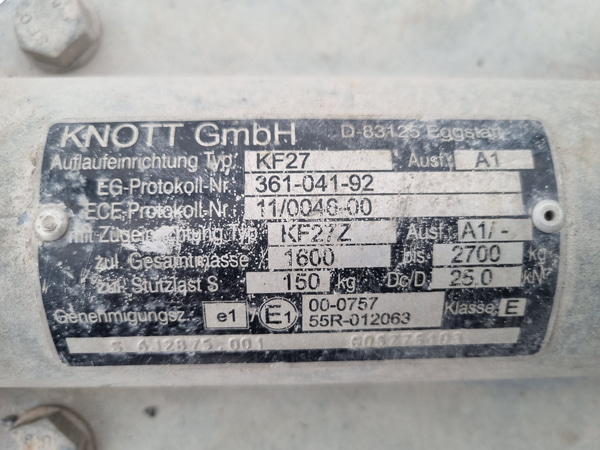 KNOTT GmbH D-83125 Eggstätt
Auflaufeinrichtung Typ: KF27 Ausf.: A1
EG-Protokoll-Nr.: 361-041-92
ECE Protokoll-Nr.: 11/0046-00
mit Zugeinrichtung Typ KF27Z Ausf.: A1/-
zul. Gesamtmasse 1600 bis 2700 kg
zul. Stützlast S 150 kg Dc/D 25.0 kN
Genehmigungsz. e1 / E1 00-0757 Klasse: E
55R-012063